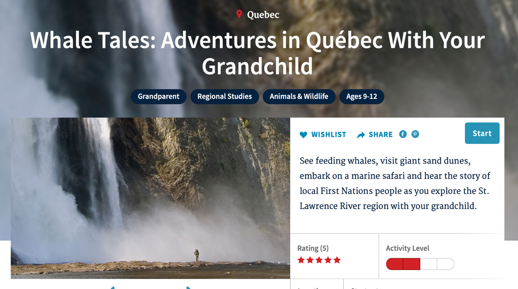 Quebec
Whale Tales: Adventures in Québec With Your
Grandchild
Grandparent Regional Studies Animals & Wildlife Ages 9-12
WISHLIST SHARE Start
See feeding whales, visit giant sand dunes,
embark on a marine safari and hear the story of
local First Nations people as you explore the St.
Lawrence River region with your grandchild.
Rating (5) Activity Level